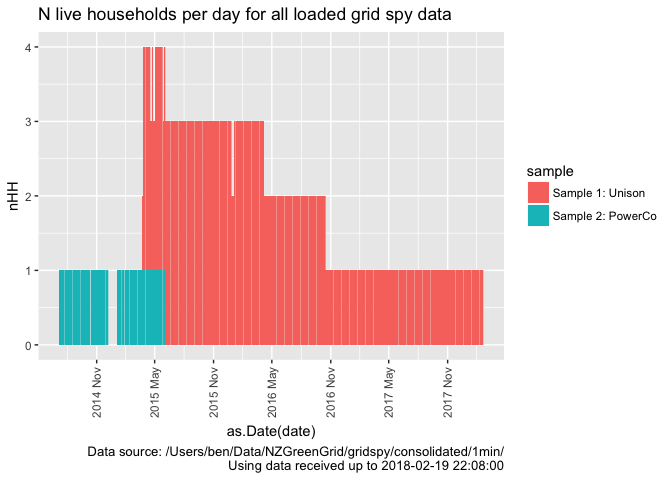 N live households per day for all loaded grid spy data
4
3
2
1
0
nHH
2014 Nov
2015 May
2015 Nov
2016 May
2016 Nov
2017 May
2017 Nov
as.Date(date)
sample
Sample 1: Unison
Sample 2: PowerCo
Data source: /Users/ben/Data/NZGreenGrid/gridspy/consolidated/1min/
Using data received up to 2018-02-19 22:08:00